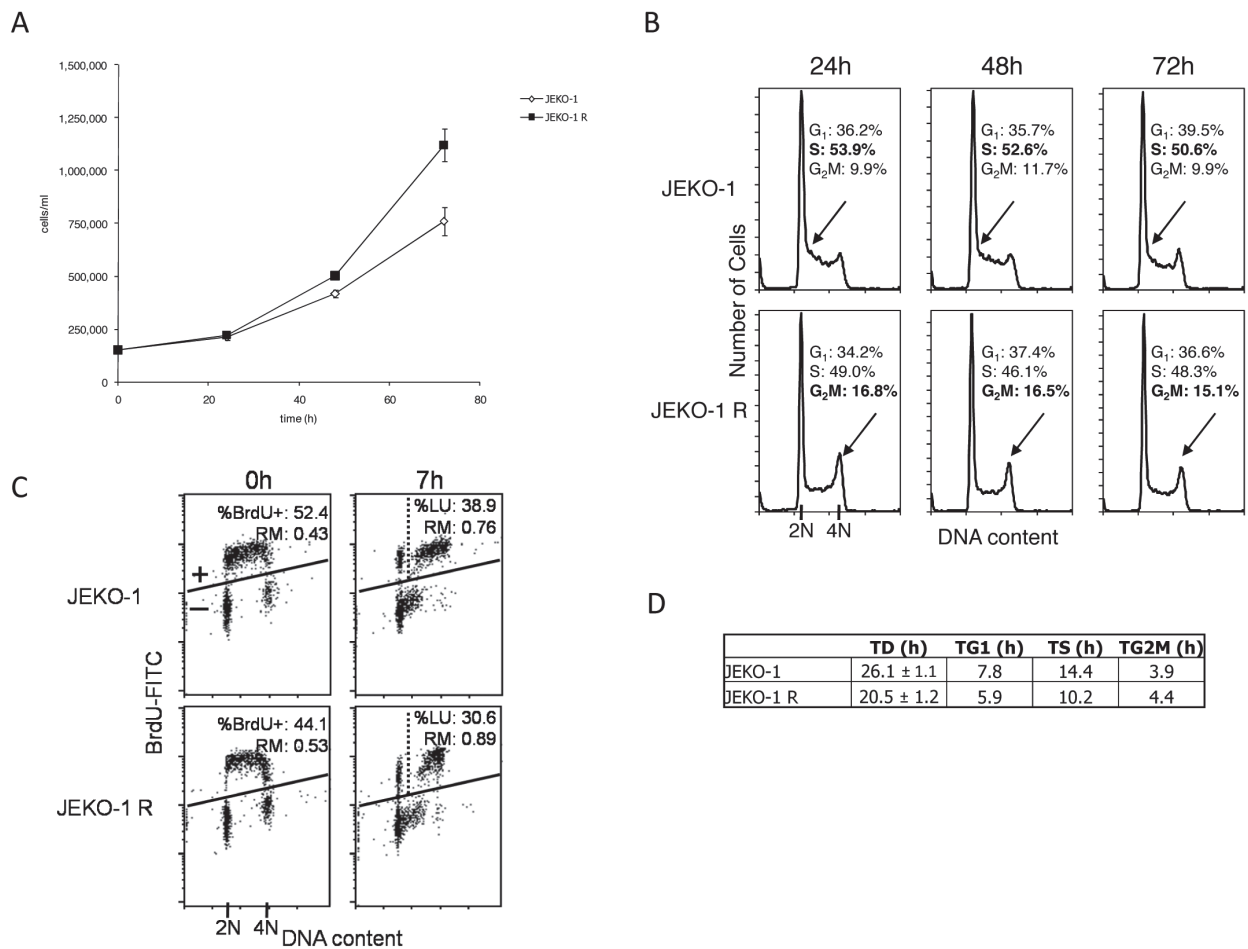 A
1,500,000
1,250,000
1,000,000
750,000
500,000
250,000
0
cells/ml
0 20 40 60 80
time (h)
JEKO-1
JEKO-1 R
B
24h 48h 72h
JEKO-1
G1: 36.2%
S: 53.9%
G2M: 9.9%
G1: 35.7%
S: 52.6%
G2M: 11.7%
G1: 39.5%
S: 50.6%
G2M: 9.9%
Number of Cells
JEKO-1 R
G1: 34.2%
S: 49.0%
G2M: 16.8%
G1: 37.4%
S: 46.1%
G2M: 16.5%
G1: 36.6%
S: 48.3%
G2M: 15.1%
2N 4N
DNA content
C
0h 7h
JEKO-1
%BrdU+: 52.4
RM: 0.43
+
−
%LU: 38.9
RM: 0.76
BrdU-FITC
JEKO-1 R
%BrdU+: 44.1
RM: 0.53
%LU: 30.6
RM: 0.89
2N 4N
DNA content
D
TD (h) TG1 (h) TS (h) TG2M (h)
JEKO-1 26.1 ± 1.1 7.8 14.4 3.9
JEKO-1 R 20.5 ± 1.2 5.9 10.2 4.4